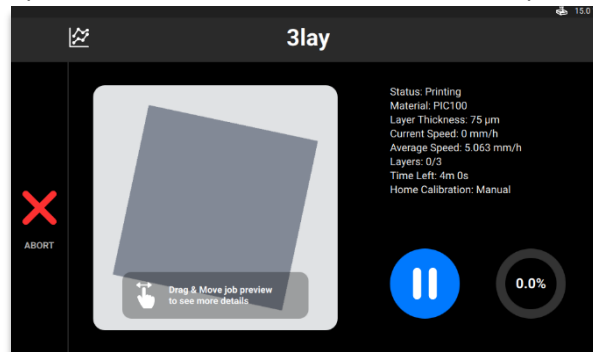 15.0
3lay
Status: Printing
Material: PIC100
Layer Thickness: 75 μm
Current Speed: 0 mm/h
Average Speed: 5.063 mm/h
Layers: 0/3
Time Left: 4m 0s
Home Calibration: Manual
ABORT
Drag & Move job preview
to see more details
0.0%